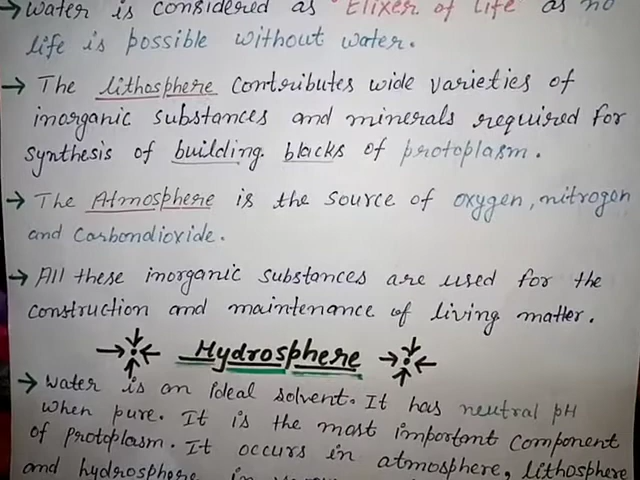 → Water is considered as "Elixer of Life" as no
life is possible without water.
→ The lithosphere contributes wide varieties of
inorganic substances and minerals required for
synthesis of building blacks of protoplasm.
→ The Atmosphere is the source of oxygen, nitrogen
and Carbondioxide.
→ All these inorganic substances are used for the
construction and maintenance of living matter.
Hydrosphere
→ Water is an ideal solvent. It has neutral pH
when pure. It is the most important component
of protoplasm. It occurs in atmosphere, lithosphere
and hydrosphere in